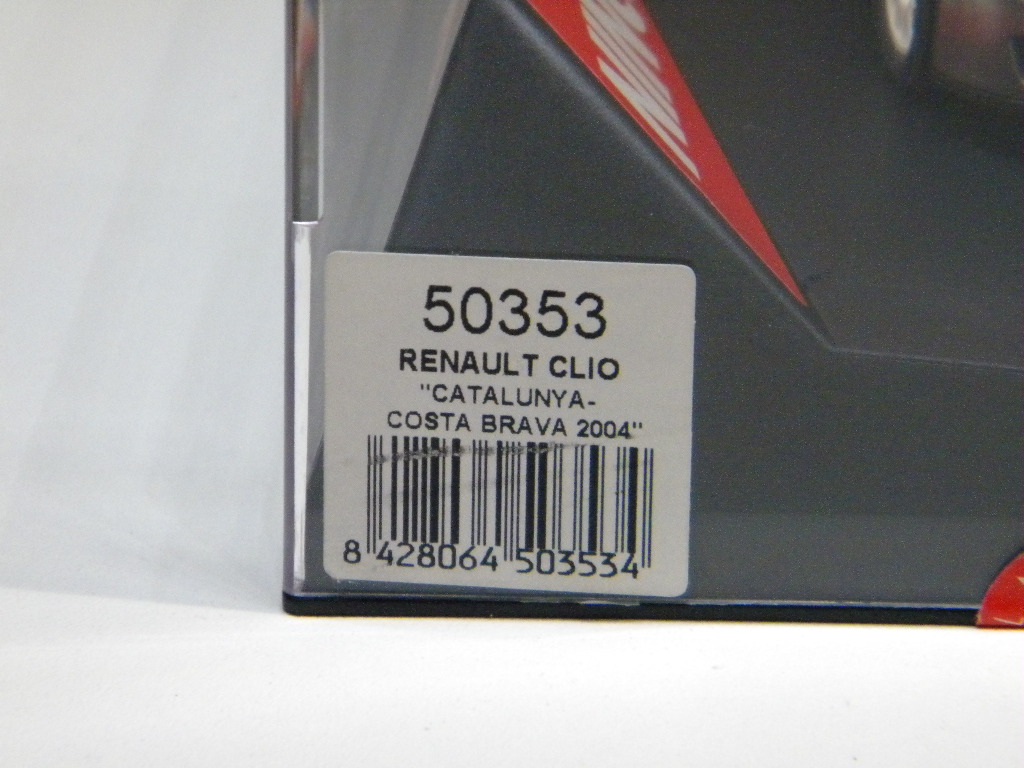 50353
RENAULT CLIO
"CATALUNYA-
COSTA BRAVA 2004"
8 428064 503534